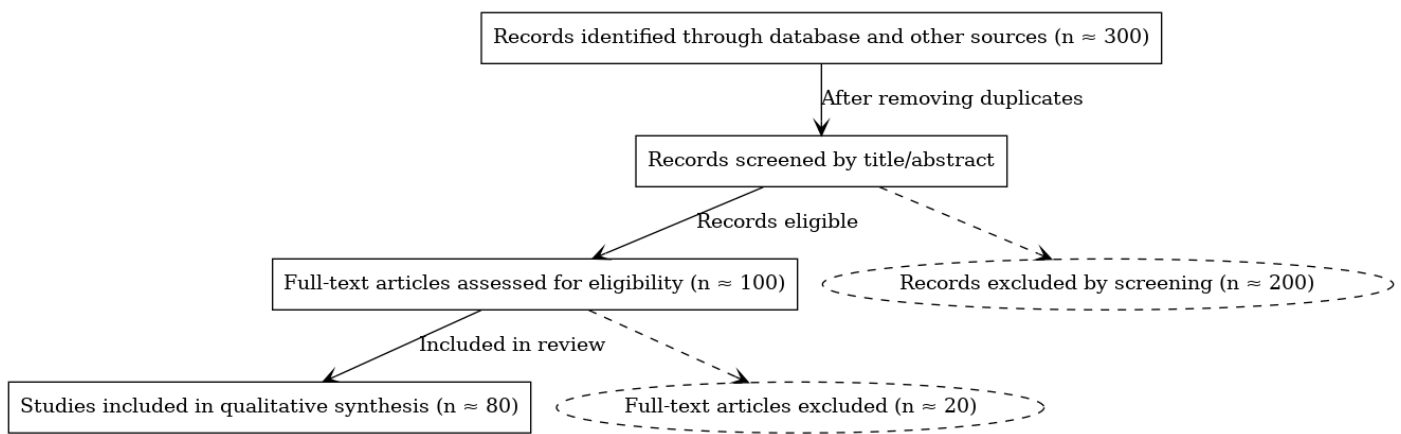 Records identified through database and other sources (n ≈ 300)
After removing duplicates
Records screened by title/abstract
Records eligible
Full-text articles assessed for eligibility (n ≈ 100)
Records excluded by screening (n ≈ 200)
Included in review
Studies included in qualitative synthesis (n ≈ 80)
Full-text articles excluded (n ≈ 20)